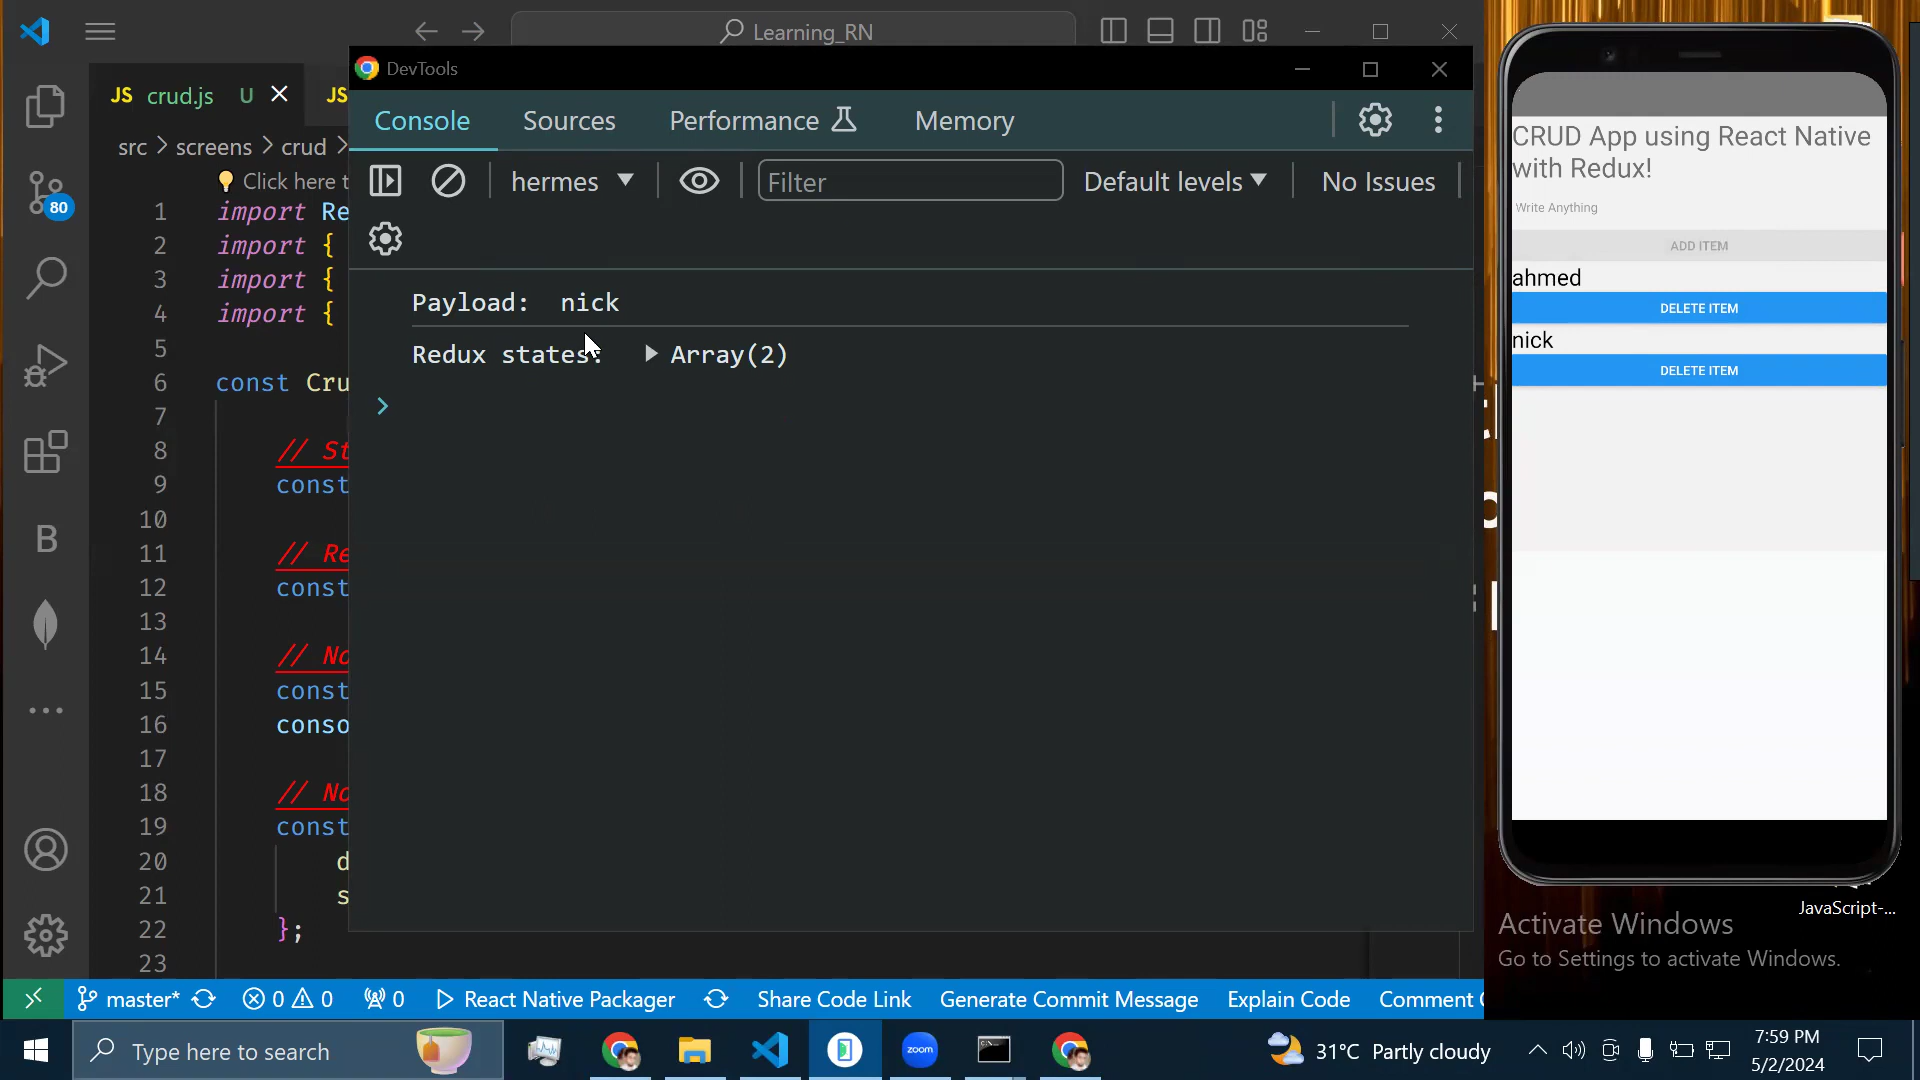 Learning_RN
DevTools
JS crud.js U
JS
Console Sources Performance Memory
src > screens > crud >
hermes Filter Default levels No Issues
Click here t
1 import Re
2 import {
3 import {
4 import {
5
6 const Cru
7
8 // St
9 const
10
11 // Re
12 const
13
14 // No
15 const
16 conso
17
18 // No
19 const
20 d
21 s
22 };
23
Payload: nick
Redux states: Array(2)
80
CRUD App using React Native
with Redux!
Write Anything
ADD ITEM
ahmed
DELETE ITEM
nick
DELETE ITEM
JavaScript-...
Activate Windows
Go to Settings to activate Windows.
master* 0 0 0 React Native Packager Share Code Link Generate Commit Message Explain Code Comment
Type here to search
zoom
31°C Partly cloudy
7:59 PM
5/2/2024